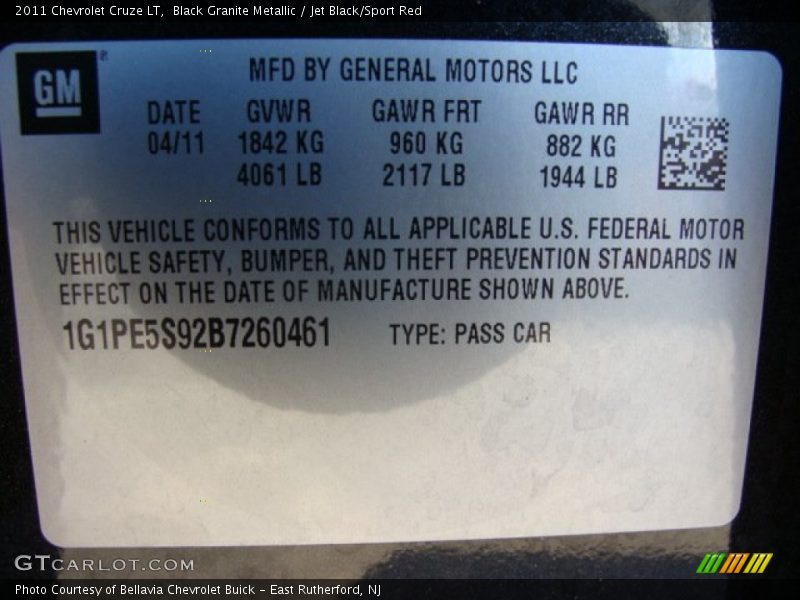 2011 Chevrolet Cruze LT,  Black Granite Metallic / Jet Black/Sport Red
GM ®
MFD BY GENERAL MOTORS LLC
DATE GVWR GAWR FRT GAWR RR
04/11 1842 KG 960 KG 882 KG
4061 LB 2117 LB 1944 LB
THIS VEHICLE CONFORMS TO ALL APPLICABLE U.S. FEDERAL MOTOR
VEHICLE SAFETY, BUMPER, AND THEFT PREVENTION STANDARDS IN
EFFECT ON THE DATE OF MANUFACTURE SHOWN ABOVE.
1G1PE5S92B7260461 TYPE: PASS CAR
GTCARLOT.COM
Photo Courtesy of Bellavia Chevrolet Buick - East Rutherford, NJ